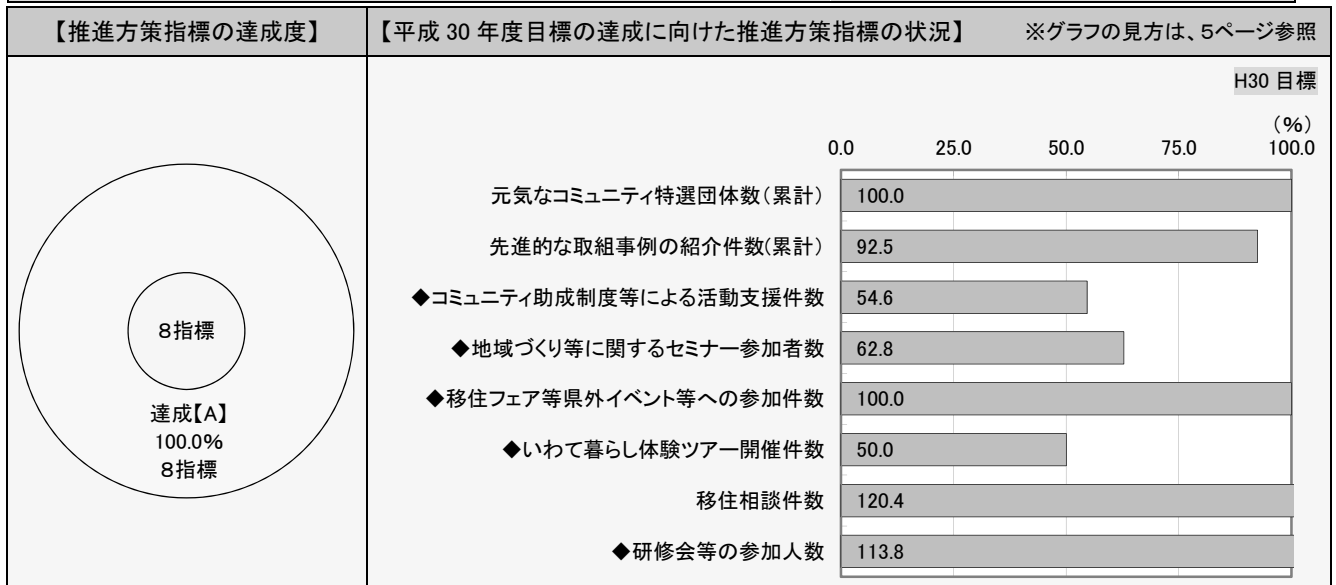 【推進方策指標の達成度】
【平成 30 年度目標の達成に向けた推進方策指標の状況】 ※グラフの見方は、5ページ参照
8指標
達成【A】
100.0%
8指標
H30 目標
(%)
0.0 25.0 50.0 75.0 100.0
元気なコミュニティ特選団体数(累計) 100.0
先進的な取組事例の紹介件数(累計) 92.5
◆コミュニティ助成制度等による活動支援件数 54.6
◆地域づくり等に関するセミナー参加者数 62.8
◆移住フェア等県外イベント等への参加件数 100.0
◆いわて暮らし体験ツアー開催件数 50.0
移住相談件数 120.4
◆研修会等の参加人数 113.8